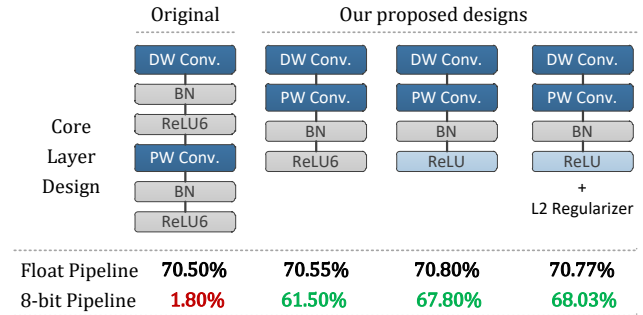 Original Our proposed designs
DW Conv. DW Conv. DW Conv. DW Conv.
BN PW Conv. PW Conv. PW Conv.
ReLU6 BN BN BN
PW Conv. ReLU6 ReLU ReLU
BN
ReLU6
Core
Layer
Design
+
L2 Regularizer
Float Pipeline 70.50% 70.55% 70.80% 70.77%
8-bit Pipeline 1.80% 61.50% 67.80% 68.03%